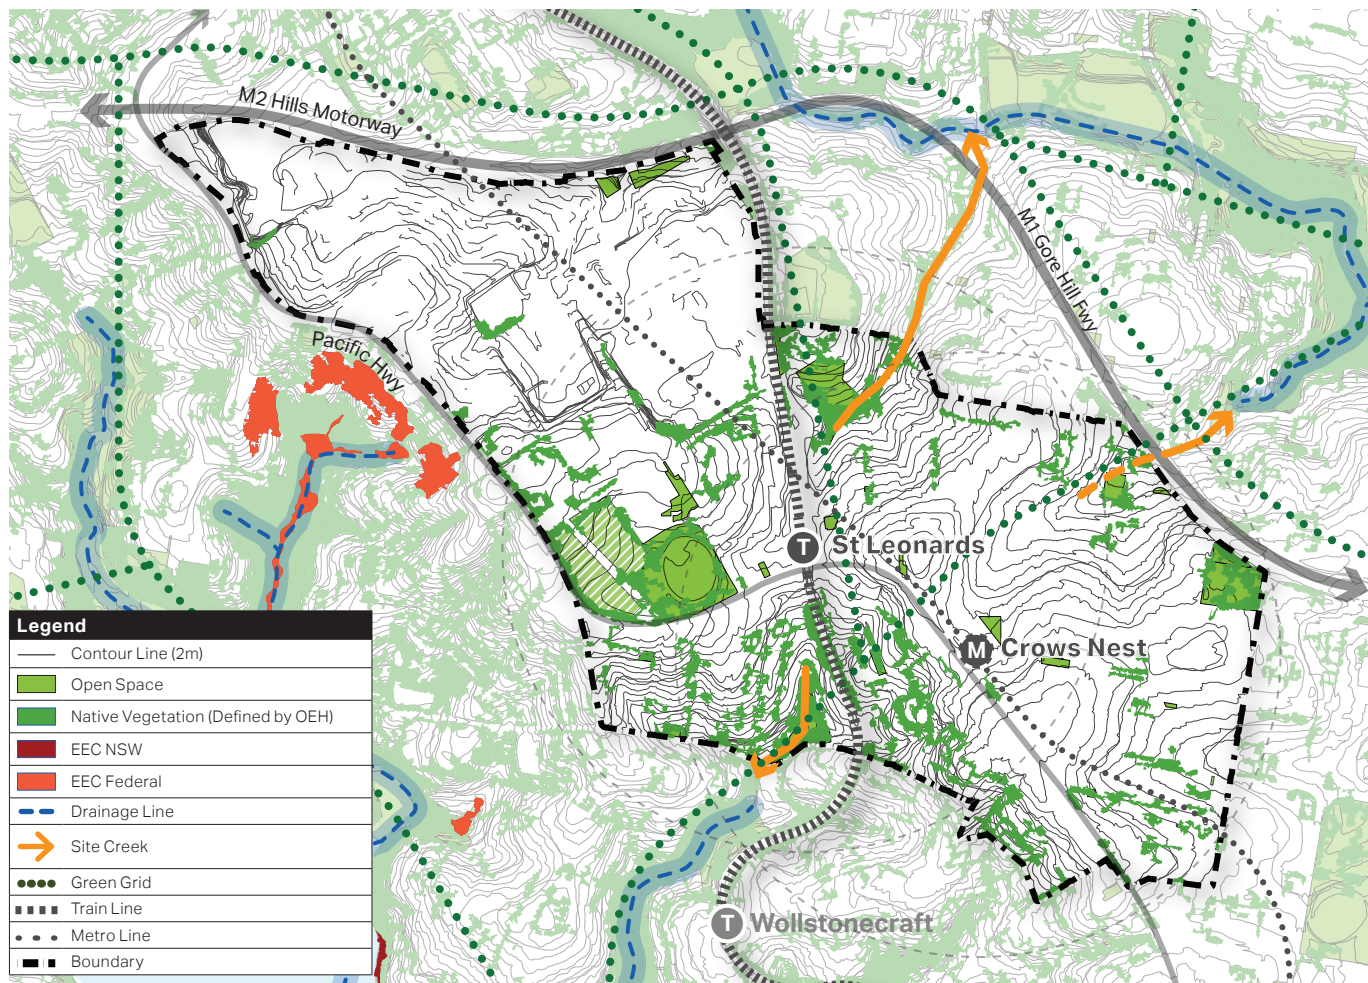 M2 Hills Motorway
M1 Gore Hill Fwy
Pacific Hwy
T St Leonards
M Crows Nest
T Wollstonecraft
Legend
Contour Line (2m)
Open Space
Native Vegetation (Defined by OEH)
EEC NSW
EEC Federal
Drainage Line
Site Creek
Green Grid
Train Line
Metro Line
Boundary